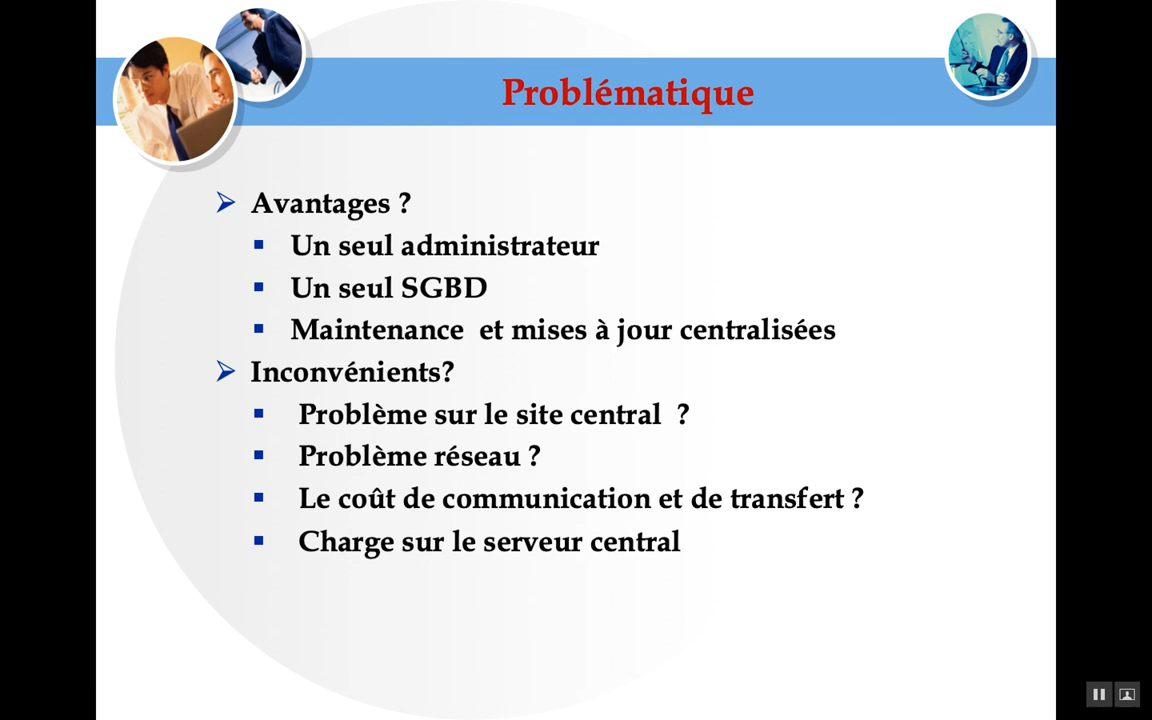 Problématique
Avantages ?
Un seul administrateur
Un seul SGBD
Maintenance et mises à jour centralisées
Inconvénients?
Problème sur le site central ?
Problème réseau ?
Le coût de communication et de transfert ?
Charge sur le serveur central